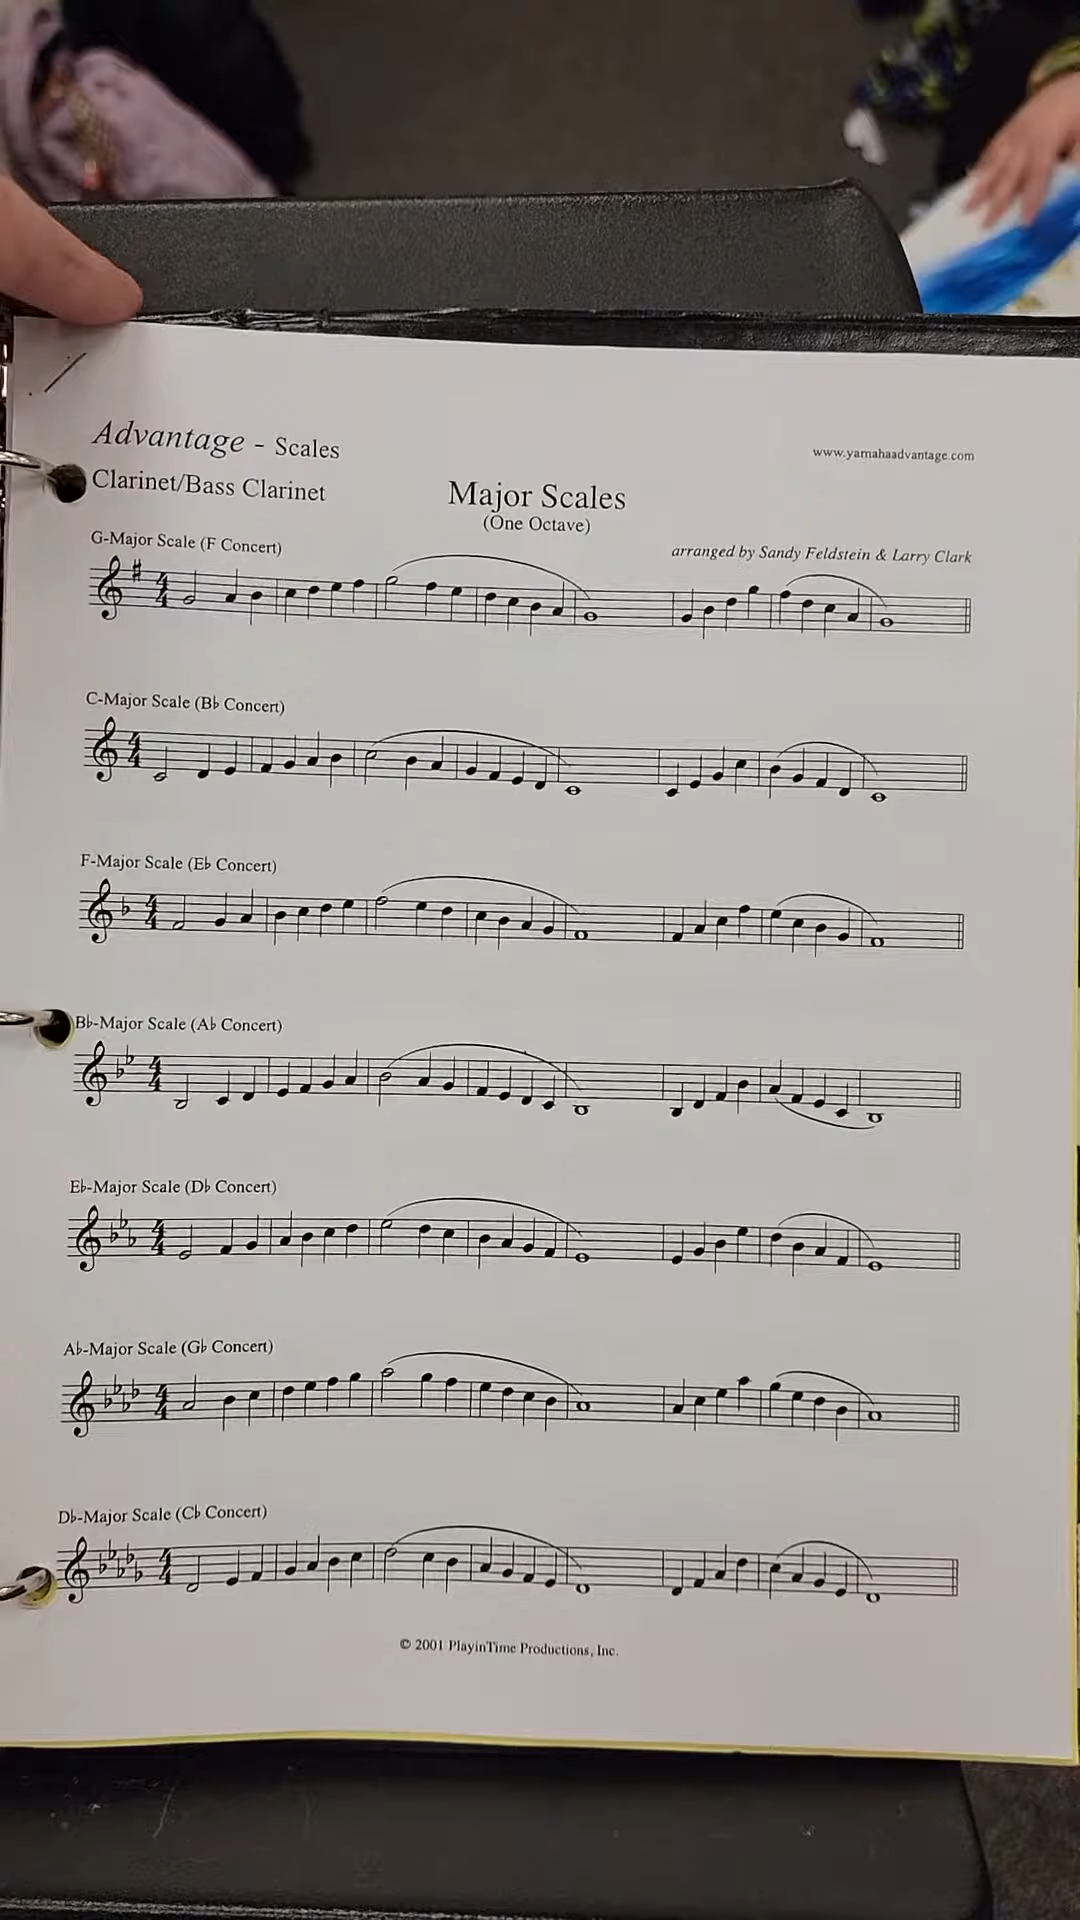 Advantage - Scales
www.yamahaadvantage.com
Clarinet/Bass Clarinet
Major Scales
(One Octave)
G-Major Scale (F Concert)
arranged by Sandy Feldstein & Larry Clark
C-Major Scale (B♭ Concert)
F-Major Scale (E♭ Concert)
B♭-Major Scale (A♭ Concert)
E♭-Major Scale (D♭ Concert)
A♭-Major Scale (G♭ Concert)
D♭-Major Scale (C♭ Concert)
© 2001 PlayinTime Productions, Inc.